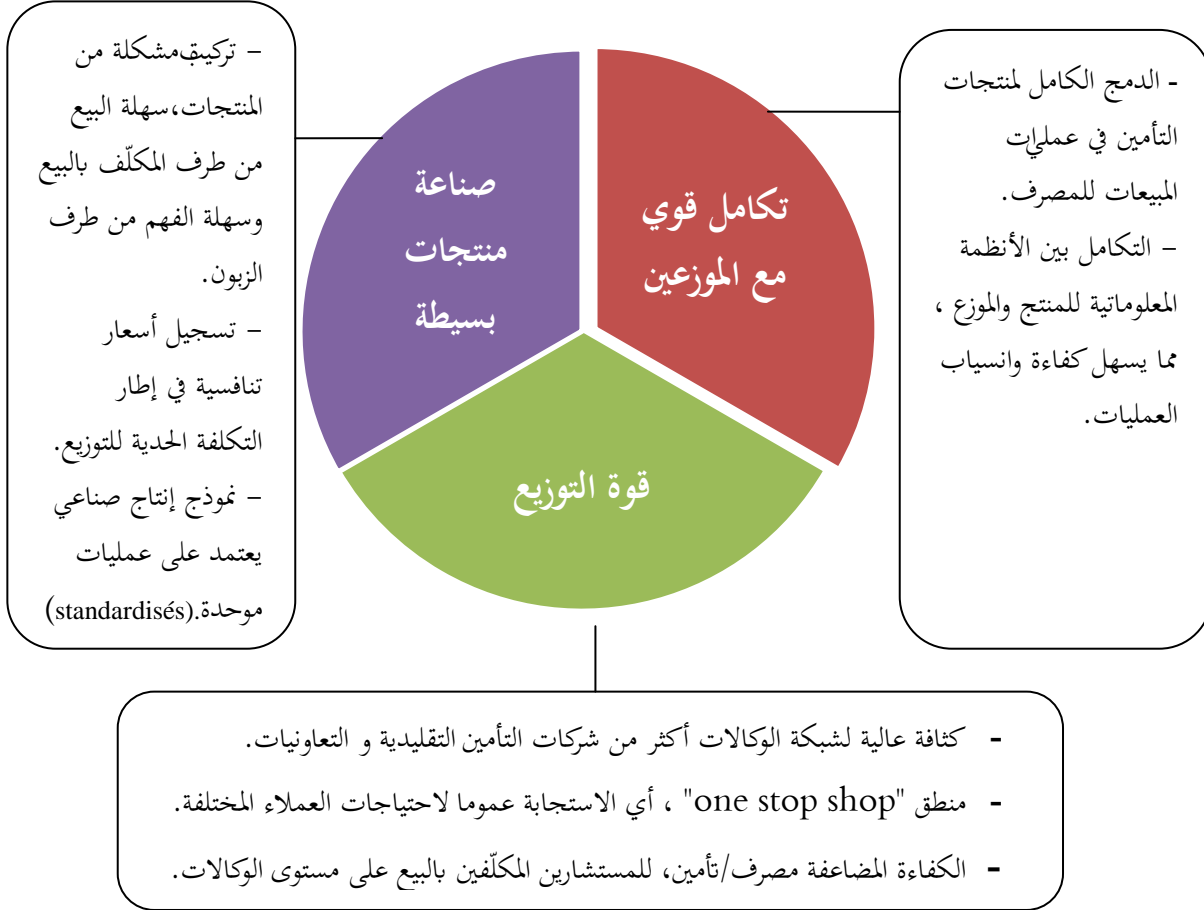 - الدمج الكامل لمنتجات
التأمين في عمليات
المبيعات للمصرف.
– التكامل بين الأنظمة
المعلوماتية للمنتج والموزع ،
مما يسهل كفاءة وانسياب
العمليات.
تكامل قوي
مع الموزعين
صناعة
منتجات
بسيطة
قوة التوزيع
– من
المنتجات،سهلة البيع
من طرف المكلّف بالبيع
وسهلة الفهم من طرف
الزبون.
– تسجيل أسعار
تنافسية في إطار
التكلفة الحدية للتوزيع.
– نموذج إنتاج صناعي
يعتمد على عمليات
موحدة.(standardisés)
- كثافة عالية لشبكة الوكالات أكثر من شركات التأمين التقليدية و التعاونيات.
- منطق "one stop shop" ، أي الاستجابة عموما لاحتياجات العملاء المختلفة.
- الكفاءة المضاعفة مصرف/تأمين، للمستشارين المكلّفين بالبيع على مستوى الوكالات.